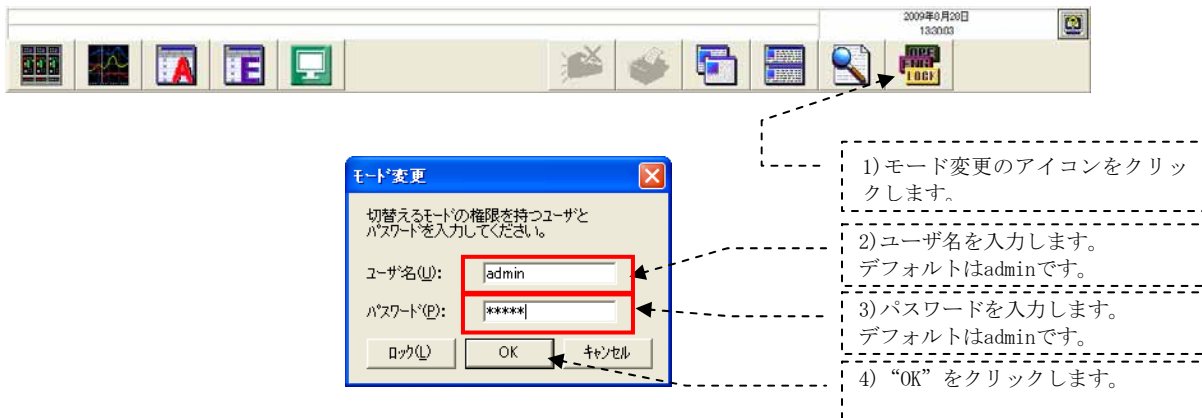 2009年8月28日
13:30:03
A
E
OPE
ENG
LOCK
1)モード変更のアイコンをクリッ
クします。
モード変更
切替えるモードの権限を持つユーザと
パスワードを入力してください。
ユーザ名(U):
admin
パスワード(P):
*****
ロック(L)
OK
キャンセル
2)ユーザ名を入力します。
デフォルトはadminです。
3)パスワードを入力します。
デフォルトはadminです。
4)“OK”をクリックします。